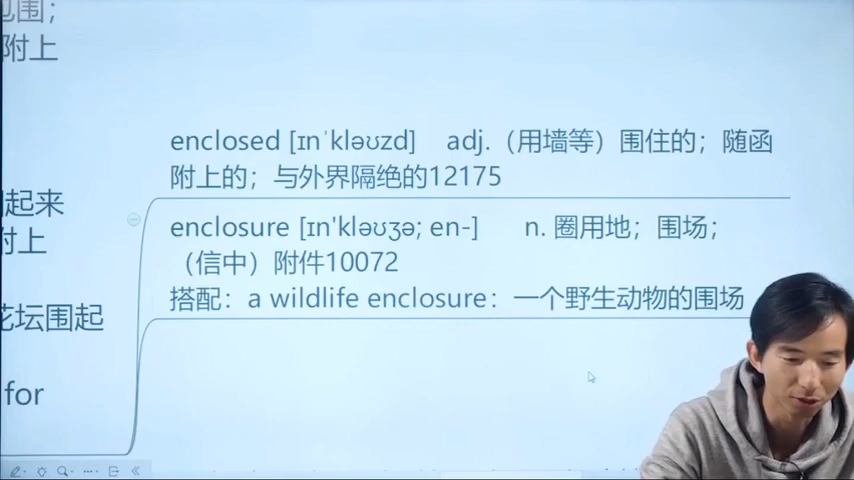 包围；
附上
起来
附上
花坛围起
for
enclosed [ɪnˈkləʊzd] adj.（用墙等）围住的；随函
附上的；与外界隔绝的12175
enclosure [ɪn'kləʊʒə; en-] n. 圈用地；围场；
（信中）附件10072
搭配：a wildlife enclosure：一个野生动物的围场